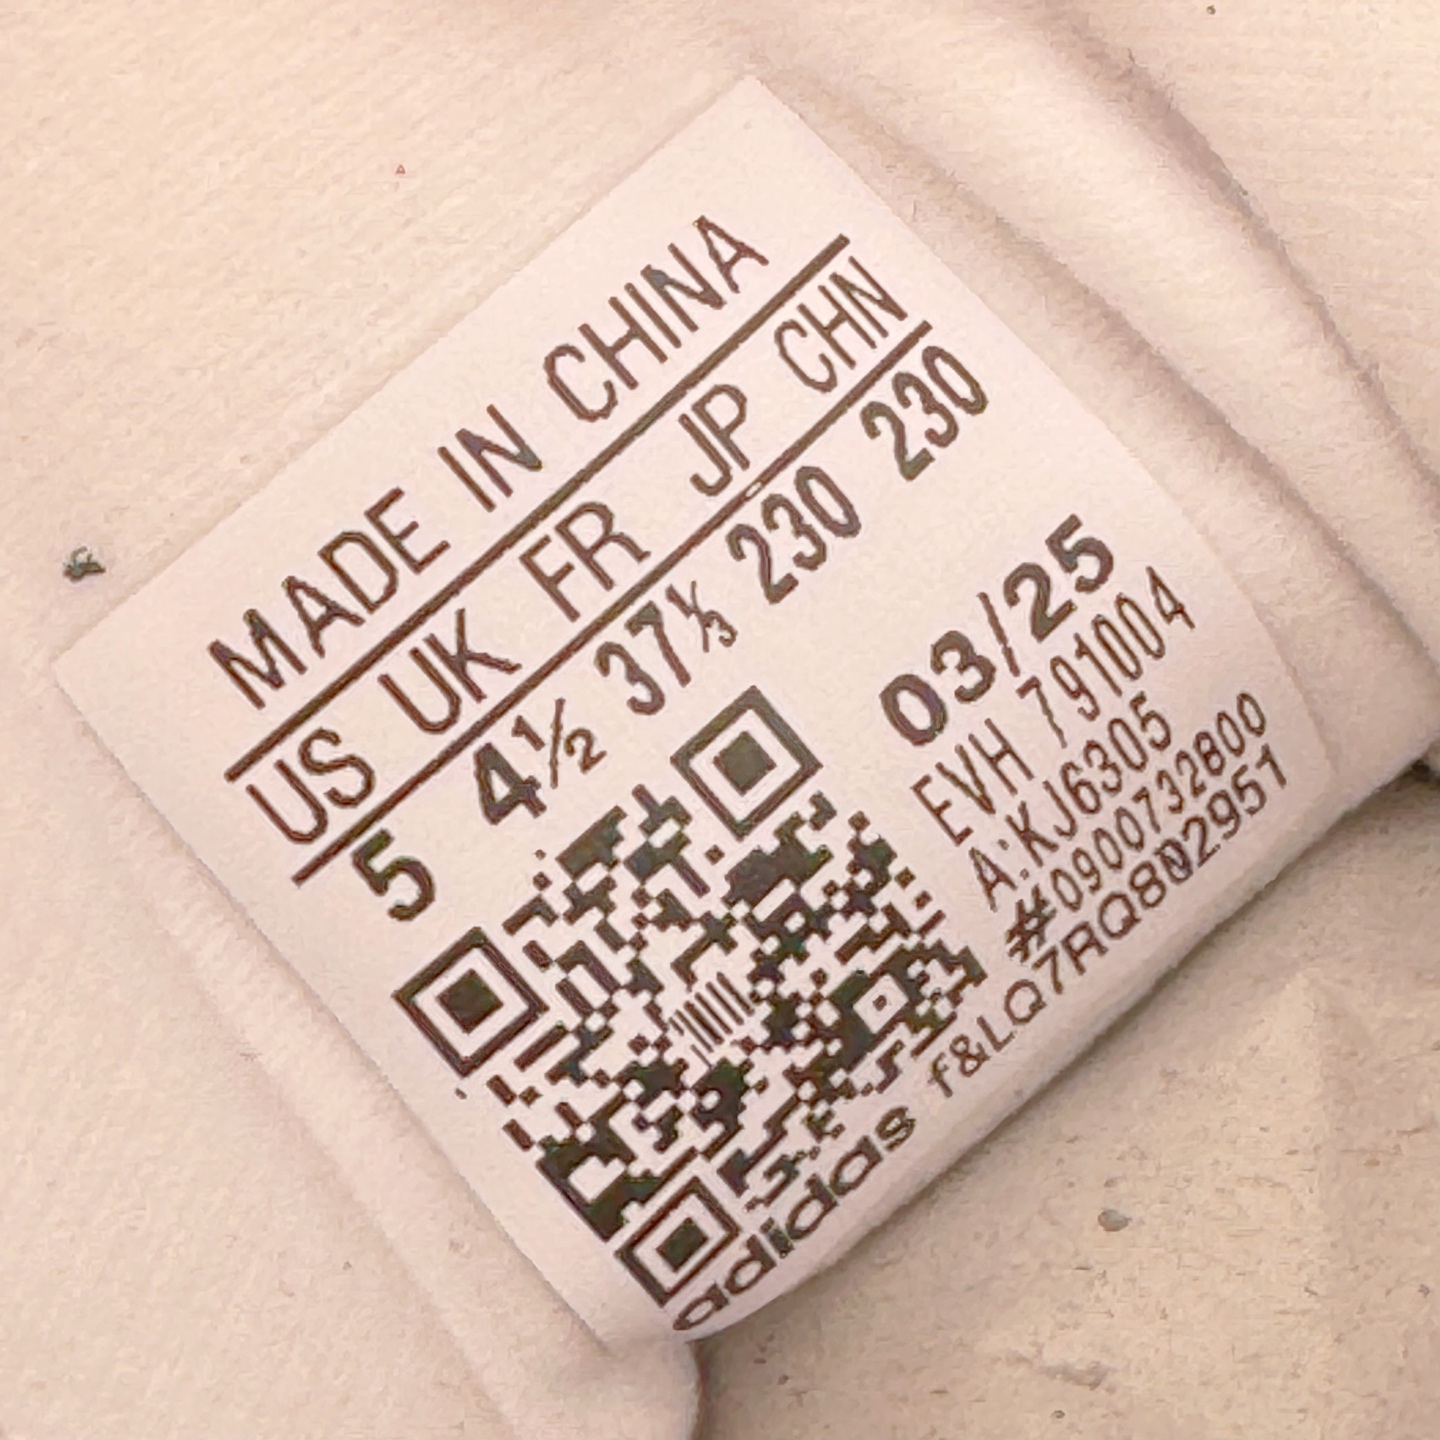 MADE IN CHINA
US UK FR JP CHN
5 4½ 37⅓ 230 230
03/25
EVH 791004
A:KJ6305
#0900732800
adidas f&LQ7RQ802951